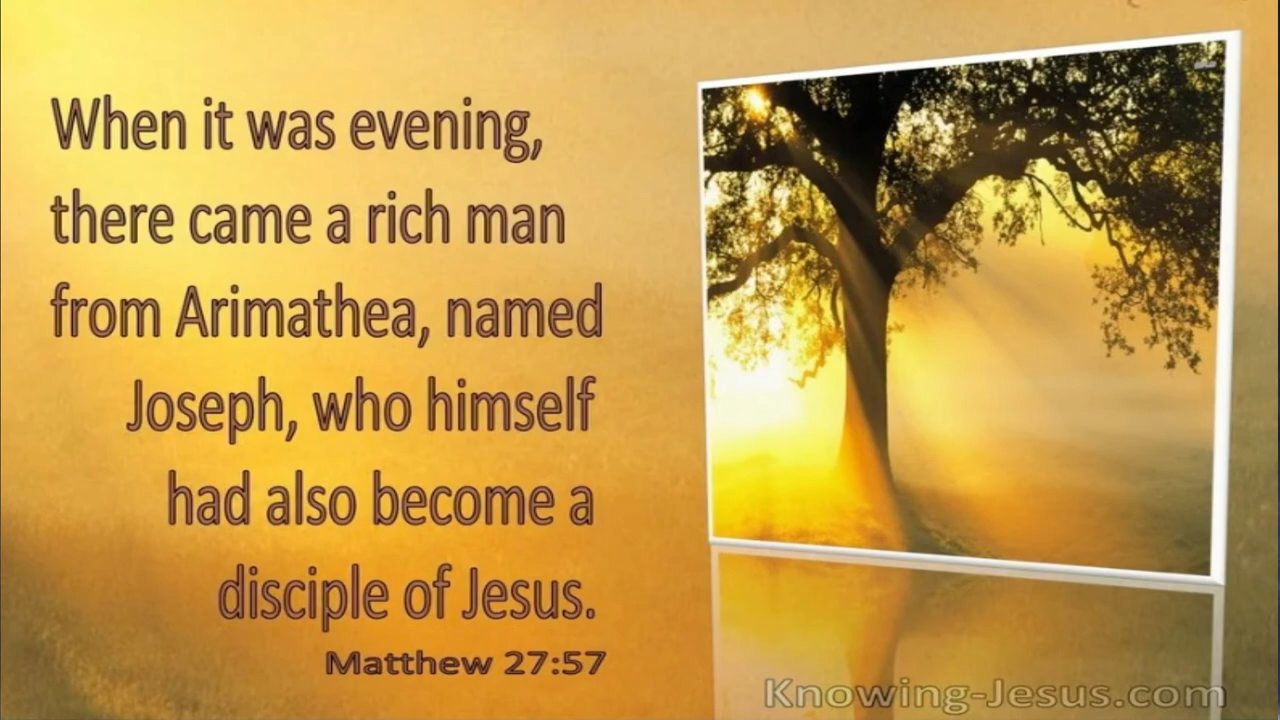 When it was evening,
there came a rich man
from Arimathea, named
Joseph, who himself
had also become a
disciple of Jesus.
Matthew 27:57
Knowing-Jesus.com